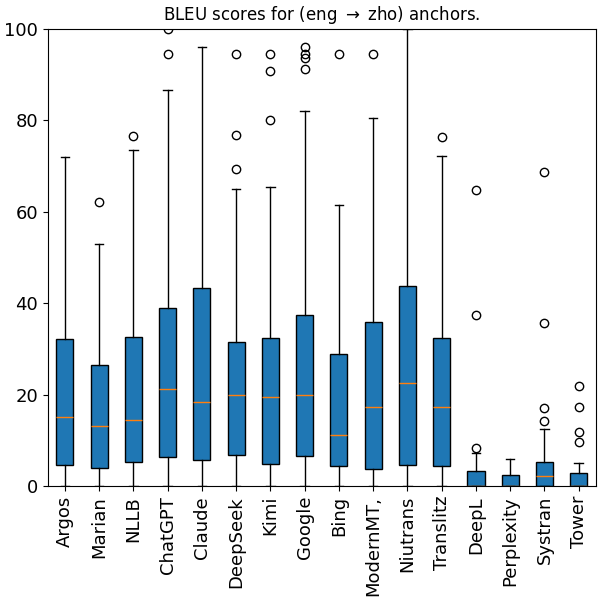 BLEU scores for (eng → zho) anchors.
100
80
60
40
20
0
Argos
Marian
NLLB
ChatGPT
Claude
DeepSeek
Kimi
Google
Bing
ModernMT,
Niutrans
Translitz
DeepL
Perplexity
Systran
Tower